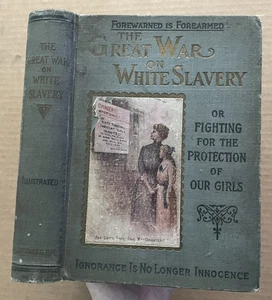 THE
GREAT WAR
ON
WHITE
SLAVERY
ILLUSTRATED
FOREWARNED IS FOREARMED
THE
GREAT WAR
ON
WHITE SLAVERY
OR
FIGHTING
FOR THE
PROTECTION
OF
OUR GIRLS
DANGER!
IGNORANCE IS NO LONGER INNOCENCE